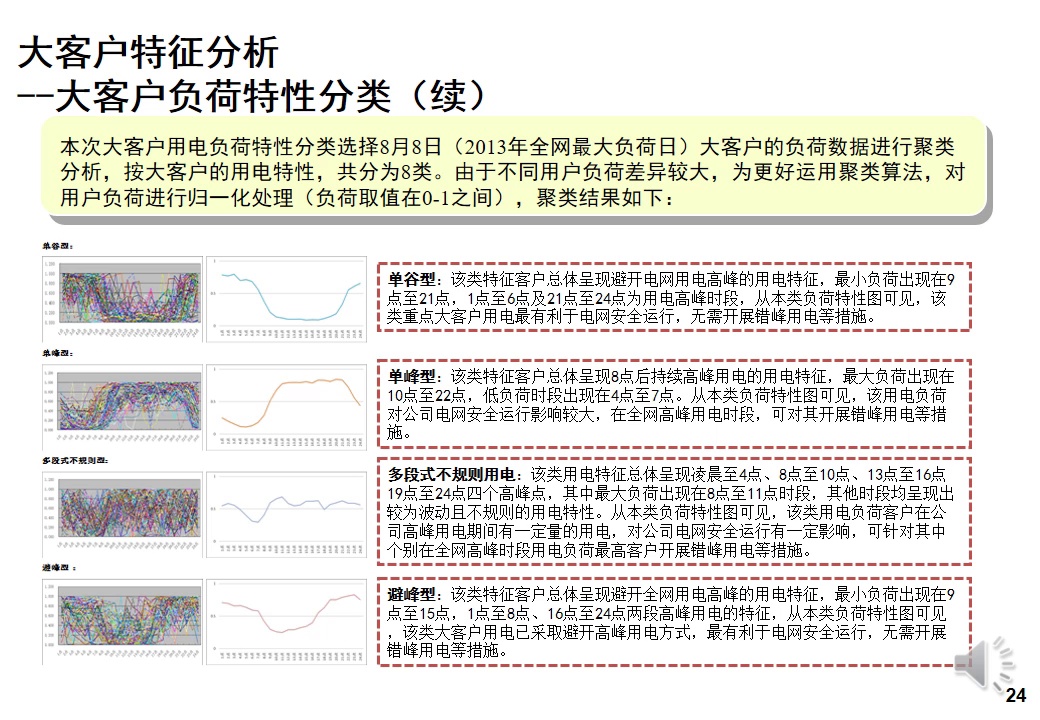 大客户特征分析
--大客户负荷特性分类（续）
本次大客户用电负荷特性分类选择8月8日（2013年全网最大负荷日）大客户的负荷数据进行聚类
分析，按大客户的用电特性，共分为8类。由于不同用户负荷差异较大，为更好运用聚类算法，对
用户负荷进行归一化处理（负荷取值在0-1之间），聚类结果如下：
单谷型：
单谷型：该类特征客户总体呈现避开电网用电高峰的用电特征，最小负荷出现在9
点至21点，1点至6点及21点至24点为用电高峰时段，从本类负荷特性图可见，该
类重点大客户用电最有利于电网安全运行，无需开展错峰用电等措施。
单峰型：
单峰型：该类特征客户总体呈现8点后持续高峰用电的用电特征，最大负荷出现在
10点至22点，低负荷时段出现在4点至7点。从本类负荷特性图可见，该用电负荷
对公司电网安全运行影响较大，在全网高峰用电时段，可对其开展错峰用电等措
施。
多段式不规则型：
多段式不规则用电：该类用电特征总体呈现凌晨至4点、8点至10点、13点至16点
19点至24点四个高峰点，其中最大负荷出现在8点至11点时段，其他时段均呈现出
较为波动且不规则的用电特性。从本类负荷特性图可见，该类用电负荷客户在公
司高峰用电期间有一定量的用电，对公司电网安全运行有一定影响，可针对其中
个别在全网高峰时段用电负荷最高客户开展错峰用电等措施。
避峰型：
避峰型：该类特征客户总体呈现避开全网用电高峰的用电特征，最小负荷出现在9
点至15点，1点至8点、16点至24点两段高峰用电的特征，从本类负荷特性图可见
，该类大客户用电已采取避开高峰用电方式，最有利于电网安全运行，无需开展
错峰用电等措施。
24